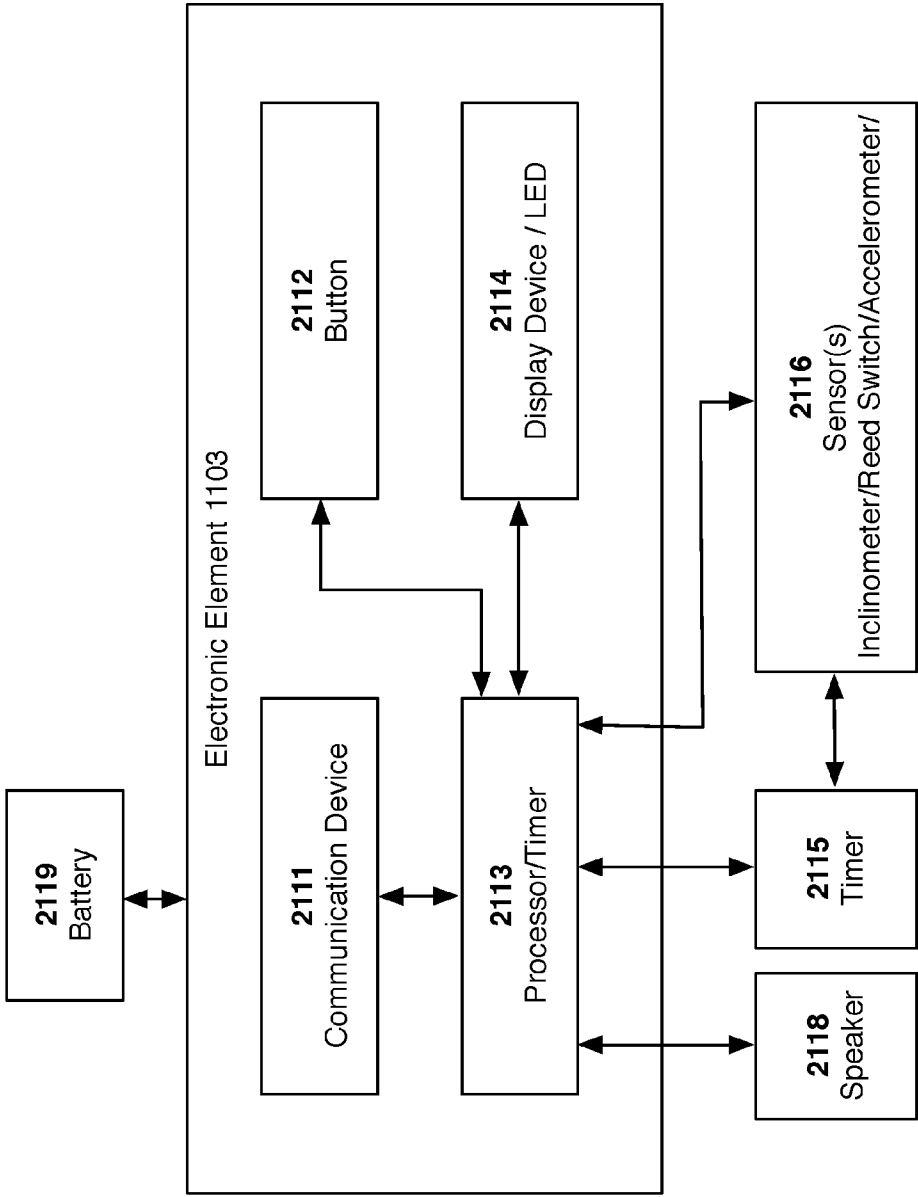 2119
Battery
Electronic Element 1103
2111
Communication Device
2112
Button
2113
Processor/Timer
2114
Display Device / LED
2118
Speaker
2115
Timer
2116
Sensor(s)
Inclinometer/Reed Switch/Accelerometer/